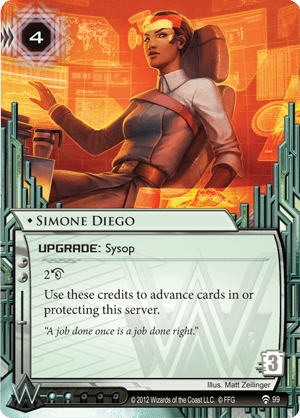 4
SIMONE DIEGO
UPGRADE: Sysop
2
Use these credits to advance cards in or
protecting this server.
"A job done once is a job done right."
3
Illus. Matt Zeilinger
© 2012 Wizards of the Coast LLC. © FFG 99